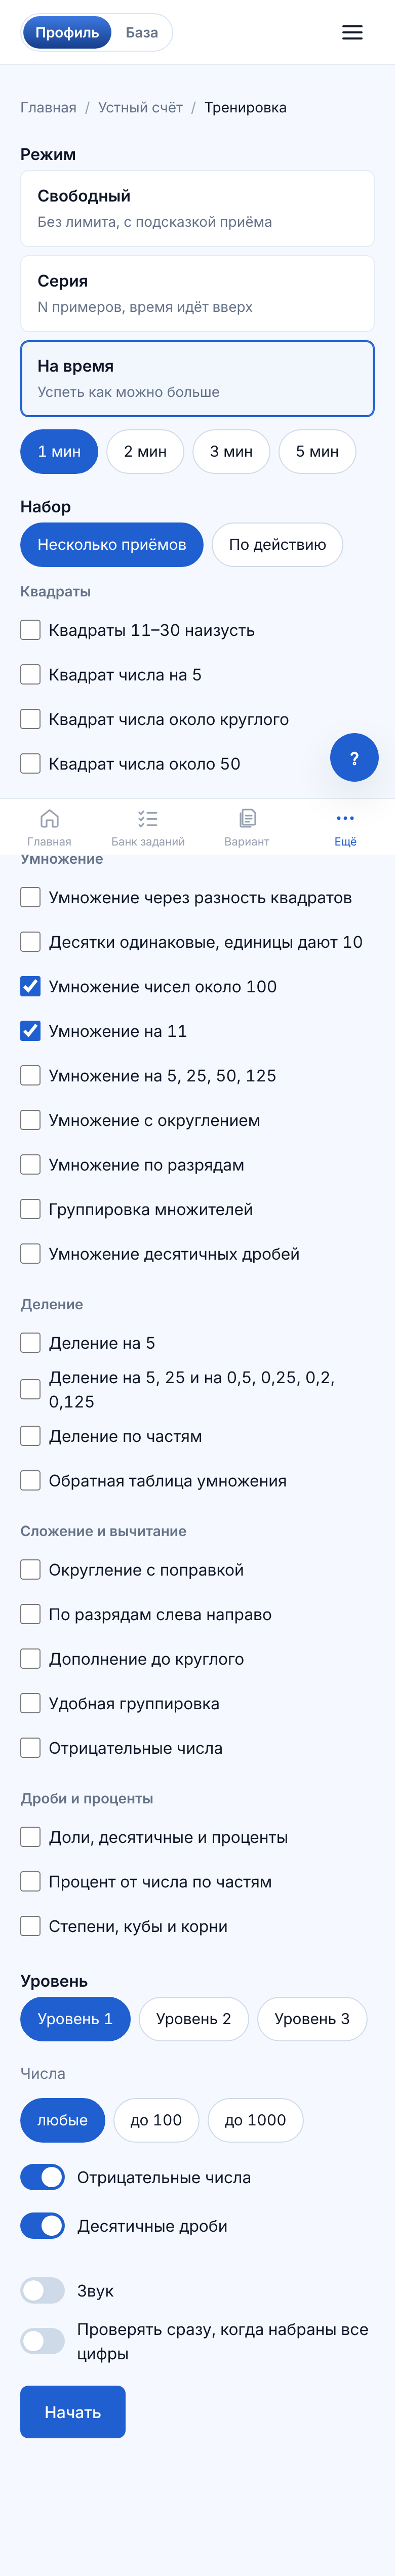 Профиль База
Главная / Устный счёт / Тренировка
Режим
Свободный
Без лимита, с подсказкой приёма
Серия
N примеров, время идёт вверх
На время
Успеть как можно больше
1 мин 2 мин 3 мин 5 мин
Набор
Несколько приёмов По действию
Квадраты
Квадраты 11–30 наизусть
Квадрат числа на 5
Квадрат числа около круглого
Квадрат числа около 50
?
Главная Банк заданий Вариант Ещё
Умножение
Умножение через разность квадратов
Десятки одинаковые, единицы дают 10
Умножение чисел около 100
Умножение на 11
Умножение на 5, 25, 50, 125
Умножение с округлением
Умножение по разрядам
Группировка множителей
Умножение десятичных дробей
Деление
Деление на 5
Деление на 5, 25 и на 0,5, 0,25, 0,2,
0,125
Деление по частям
Обратная таблица умножения
Сложение и вычитание
Округление с поправкой
По разрядам слева направо
Дополнение до круглого
Удобная группировка
Отрицательные числа
Дроби и проценты
Доли, десятичные и проценты
Процент от числа по частям
Степени, кубы и корни
Уровень
Уровень 1 Уровень 2 Уровень 3
Числа
любые до 100 до 1000
Отрицательные числа
Десятичные дроби
Звук
Проверять сразу, когда набраны все
цифры
Начать